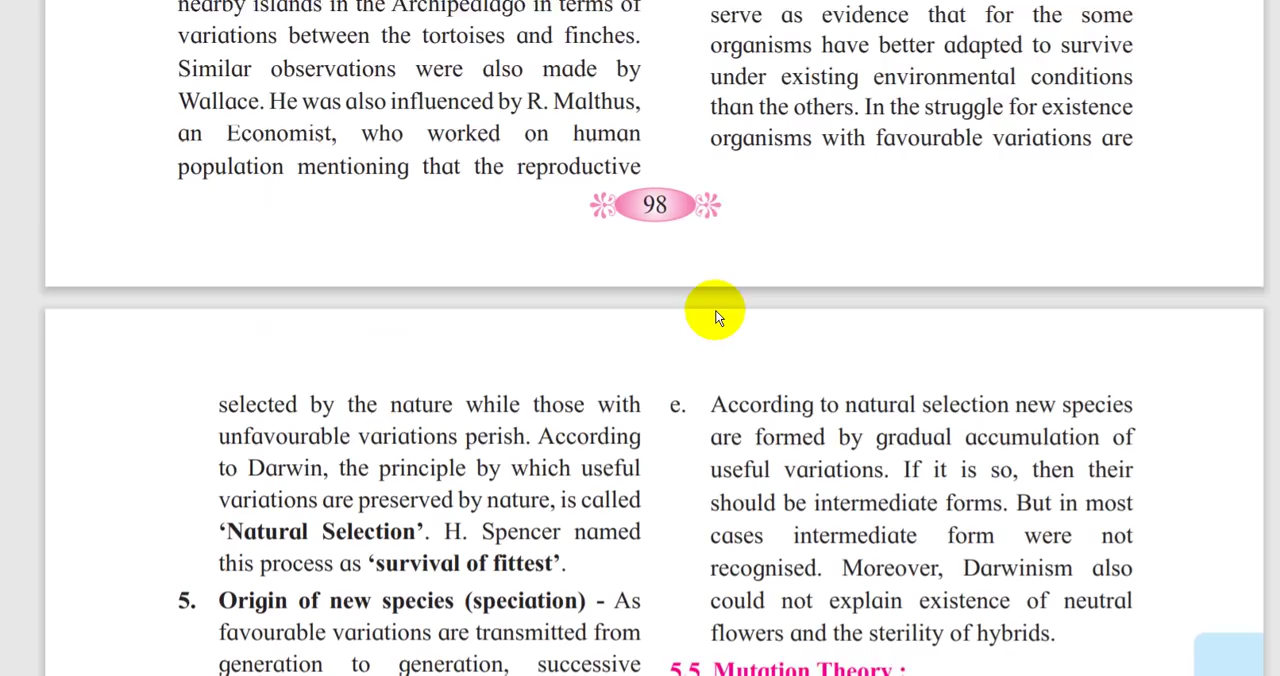 nearby islands in the Archipealago in terms of
variations between the tortoises and finches.
Similar observations were also made by
Wallace. He was also influenced by R. Malthus,
an Economist, who worked on human
population mentioning that the reproductive
serve as evidence that for the some
organisms have better adapted to survive
under existing environmental conditions
than the others. In the struggle for existence
organisms with favourable variations are
98
selected by the nature while those with
unfavourable variations perish. According
to Darwin, the principle by which useful
variations are preserved by nature, is called
‘Natural Selection’. H. Spencer named
this process as ‘survival of fittest’.
5. Origin of new species (speciation) - As
favourable variations are transmitted from
generation to generation, successive
e. According to natural selection new species
are formed by gradual accumulation of
useful variations. If it is so, then their
should be intermediate forms. But in most
cases intermediate form were not
recognised. Moreover, Darwinism also
could not explain existence of neutral
flowers and the sterility of hybrids.
5.5 Mutation Theory :